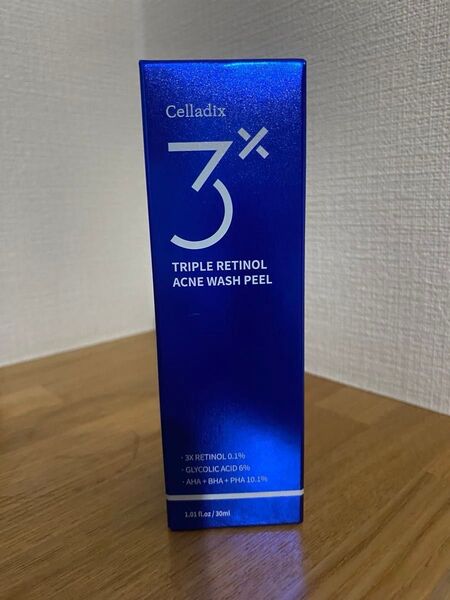 Celladix
3x
TRIPLE RETINOL
ACNE WASH PEEL
· 3X RETINOL 0.1%
· GLYCOLIC ACID 6%
· AHA + BHA + PHA 10.1%
1.01 fl.oz / 30ml